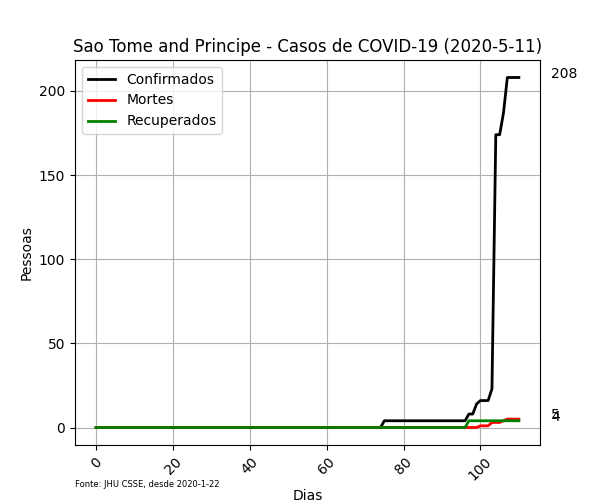 Sao Tome and Principe - Casos de COVID-19 (2020-5-11)
Confirmados
Mortes
Recuperados
208
200
150
100
50
0
5
4
Pessoas
0 20 40 60 80 100
Fonte: JHU CSSE, desde 2020-1-22
Dias